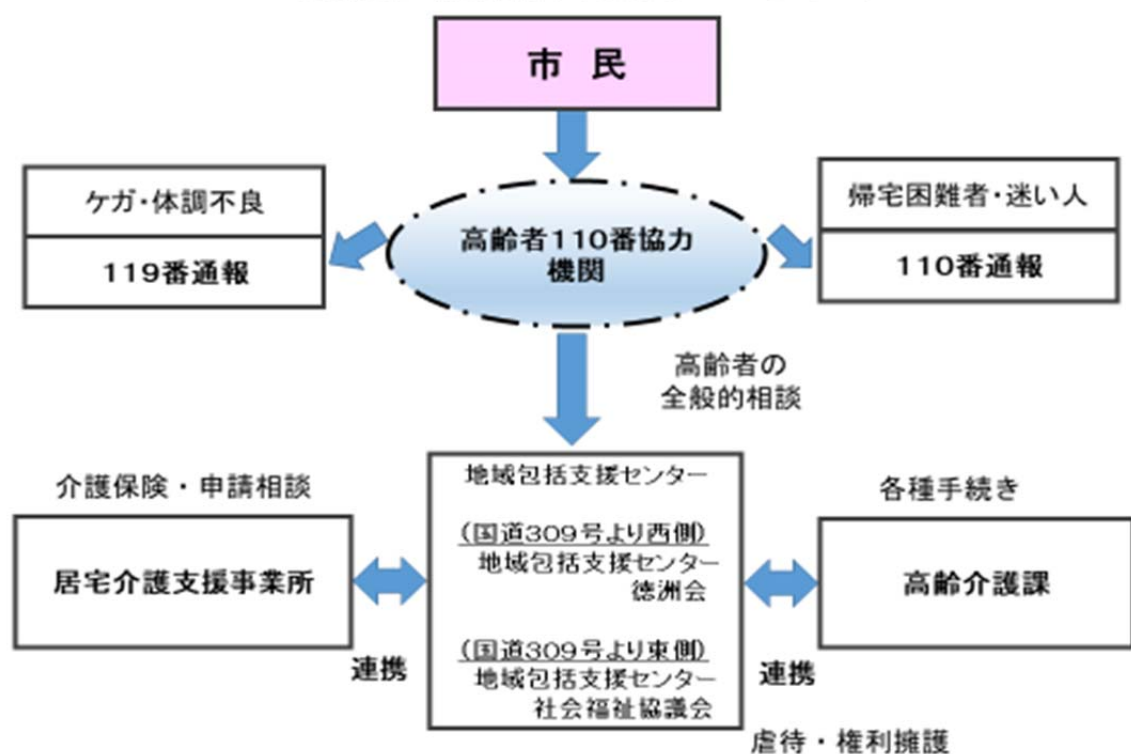 市 民
ケガ・体調不良
119番通報
高齢者110番協力
機関
帰宅困難者・迷い人
110番通報
高齢者の
全般的相談
介護保険・申請相談
居宅介護支援事業所
連携
地域包括支援センター
(国道309号より西側)
地域包括支援センター
徳洲会
(国道309号より東側)
地域包括支援センター
社会福祉協議会
各種手続き
高齢介護課
連携
虐待・権利擁護